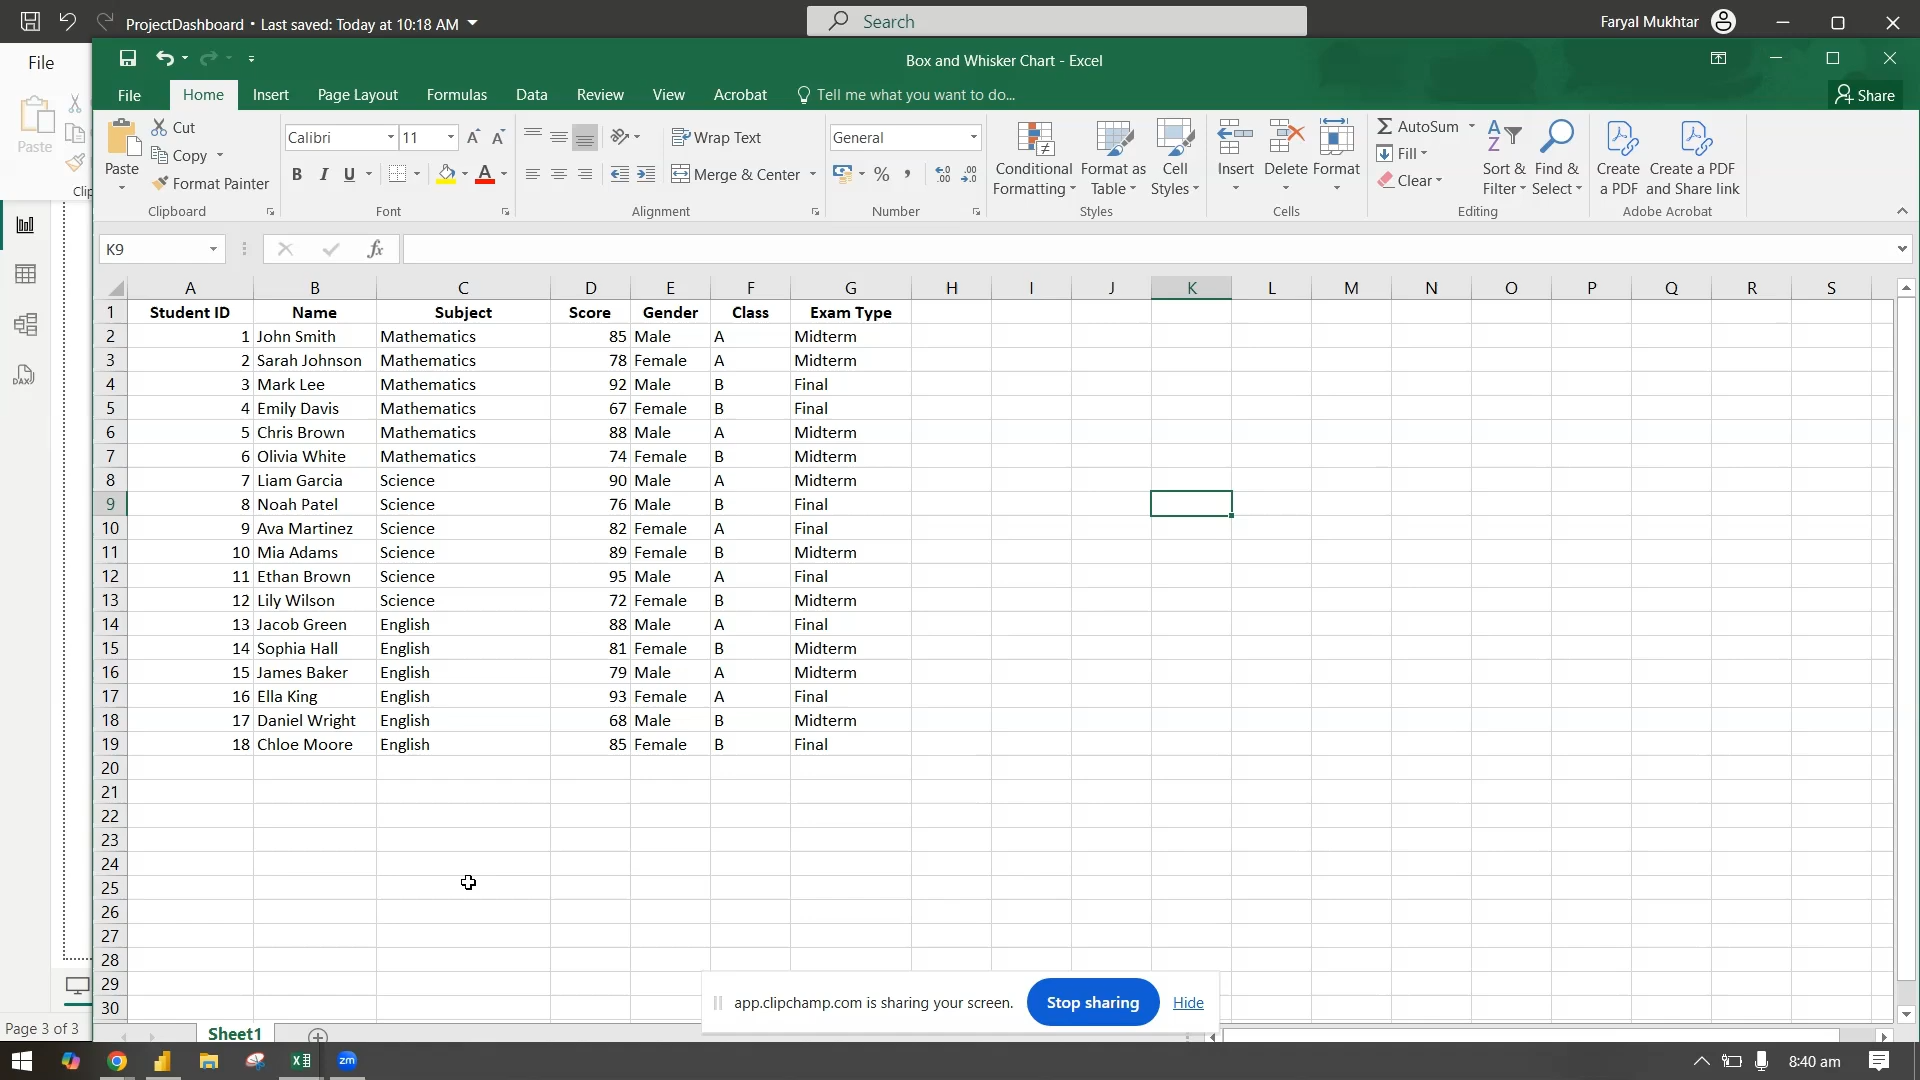 ProjectDashboard • Last saved: Today at 10:18 AM
Search
Faryal Mukhtar
File
Box and Whisker Chart - Excel
File Home Insert Page Layout Formulas Data Review View Acrobat Tell me what you want to do... Share
Paste
Paste
Cut
Copy
Format Painter
Clipboard
Calibri 11
B I U A
Font
Wrap Text
Merge & Center
Alignment
General
% ,
Number
Conditional Formatting
Format as Table
Cell Styles
Styles
Insert
Delete
Format
Cells
AutoSum
Fill
Clear
Sort & Filter
Find & Select
Editing
Create a PDF
Create a PDF and Share link
Adobe Acrobat
Clip
K9 fx
A B C D E F G H I J K L M N O P Q R S
1 Student ID Name Subject Score Gender Class Exam Type
2 1 John Smith Mathematics 85 Male A Midterm
3 2 Sarah Johnson Mathematics 78 Female A Midterm
4 3 Mark Lee Mathematics 92 Male B Final
5 4 Emily Davis Mathematics 67 Female B Final
6 5 Chris Brown Mathematics 88 Male A Midterm
7 6 Olivia White Mathematics 74 Female B Midterm
8 7 Liam Garcia Science 90 Male A Midterm
9 8 Noah Patel Science 76 Male B Final
10 9 Ava Martinez Science 82 Female A Final
11 10 Mia Adams Science 89 Female B Midterm
12 11 Ethan Brown Science 95 Male A Final
13 12 Lily Wilson Science 72 Female B Midterm
14 13 Jacob Green English 88 Male A Final
15 14 Sophia Hall English 81 Female B Midterm
16 15 James Baker English 79 Male A Midterm
17 16 Ella King English 93 Female A Final
18 17 Daniel Wright English 68 Male B Midterm
19 18 Chloe Moore English 85 Female B Final
20
21
22
23
24
25
26
27
28
29
30
DAX
app.clipchamp.com is sharing your screen. Stop sharing Hide
Page 3 of 3
Sheet1
zm
8:40 am